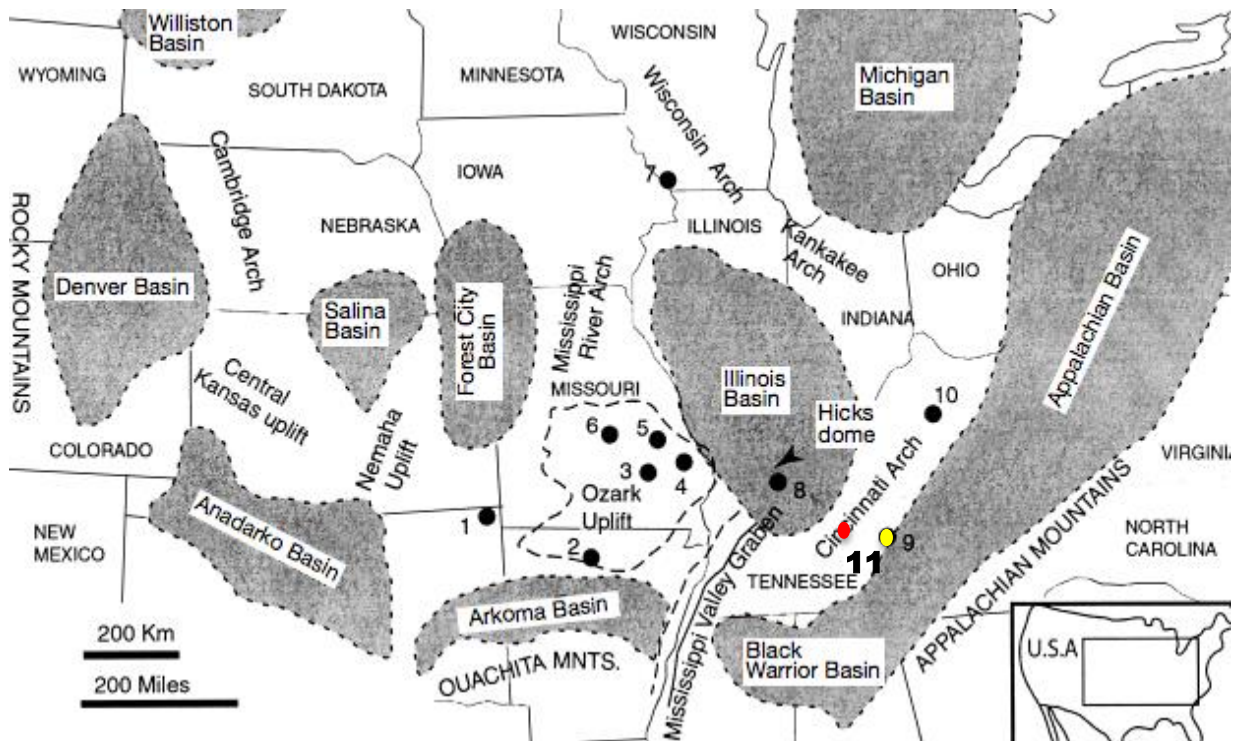 Williston
Basin
WISCONSIN
WYOMING
MINNESOTA
SOUTH DAKOTA
Wisconsin Arch
Michigan
Basin
Cambridge Arch
IOWA
7
ROCKY MOUNTAINS
NEBRASKA
ILLINOIS
Kankakee
Arch
OHIO
Denver Basin
Salina
Basin
Forest City
Basin
Mississippi
River Arch
INDIANA
Appalachian Basin
Central
Kansas uplift
MISSOURI
Illinois
Basin
Hicks
dome
10
COLORADO
Nemaha
Uplift
6
5
3
4
8
Cincinnati Arch
VIRGINIA
Ozark
Uplift
Anadarko Basin
NEW
MEXICO
1
2
11
9
NORTH
CAROLINA
TENNESSEE
Mississippi Valley Graben
APPALACHIAN MOUNTAINS
Arkoma Basin
200 Km
200 Miles
OUACHITA MNTS.
Black
Warrior Basin
U.S.A